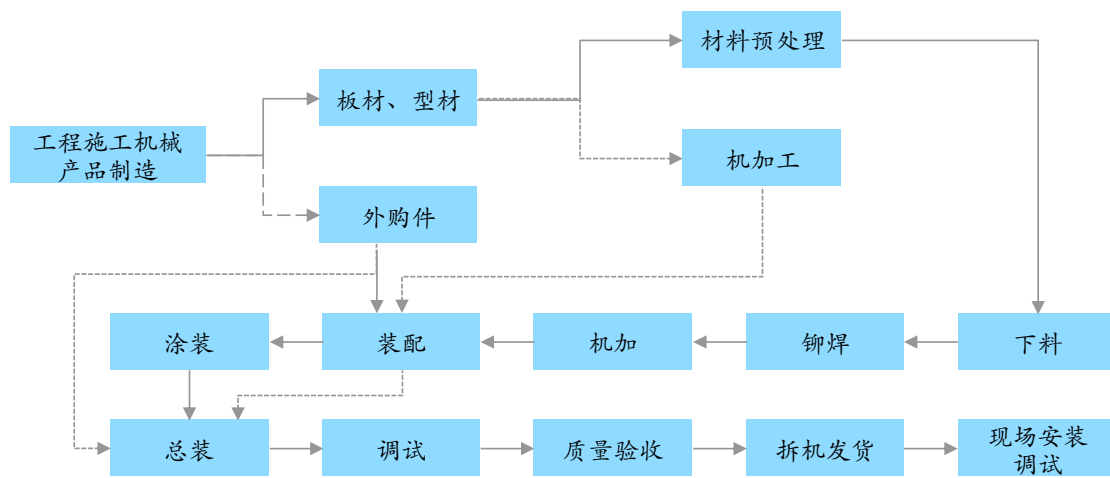 材料预处理
板材、型材
工程施工机械
产品制造
机加工
外购件
涂装
装配
机加
铆焊
下料
总装
调试
质量验收
拆机发货
现场安装
调试